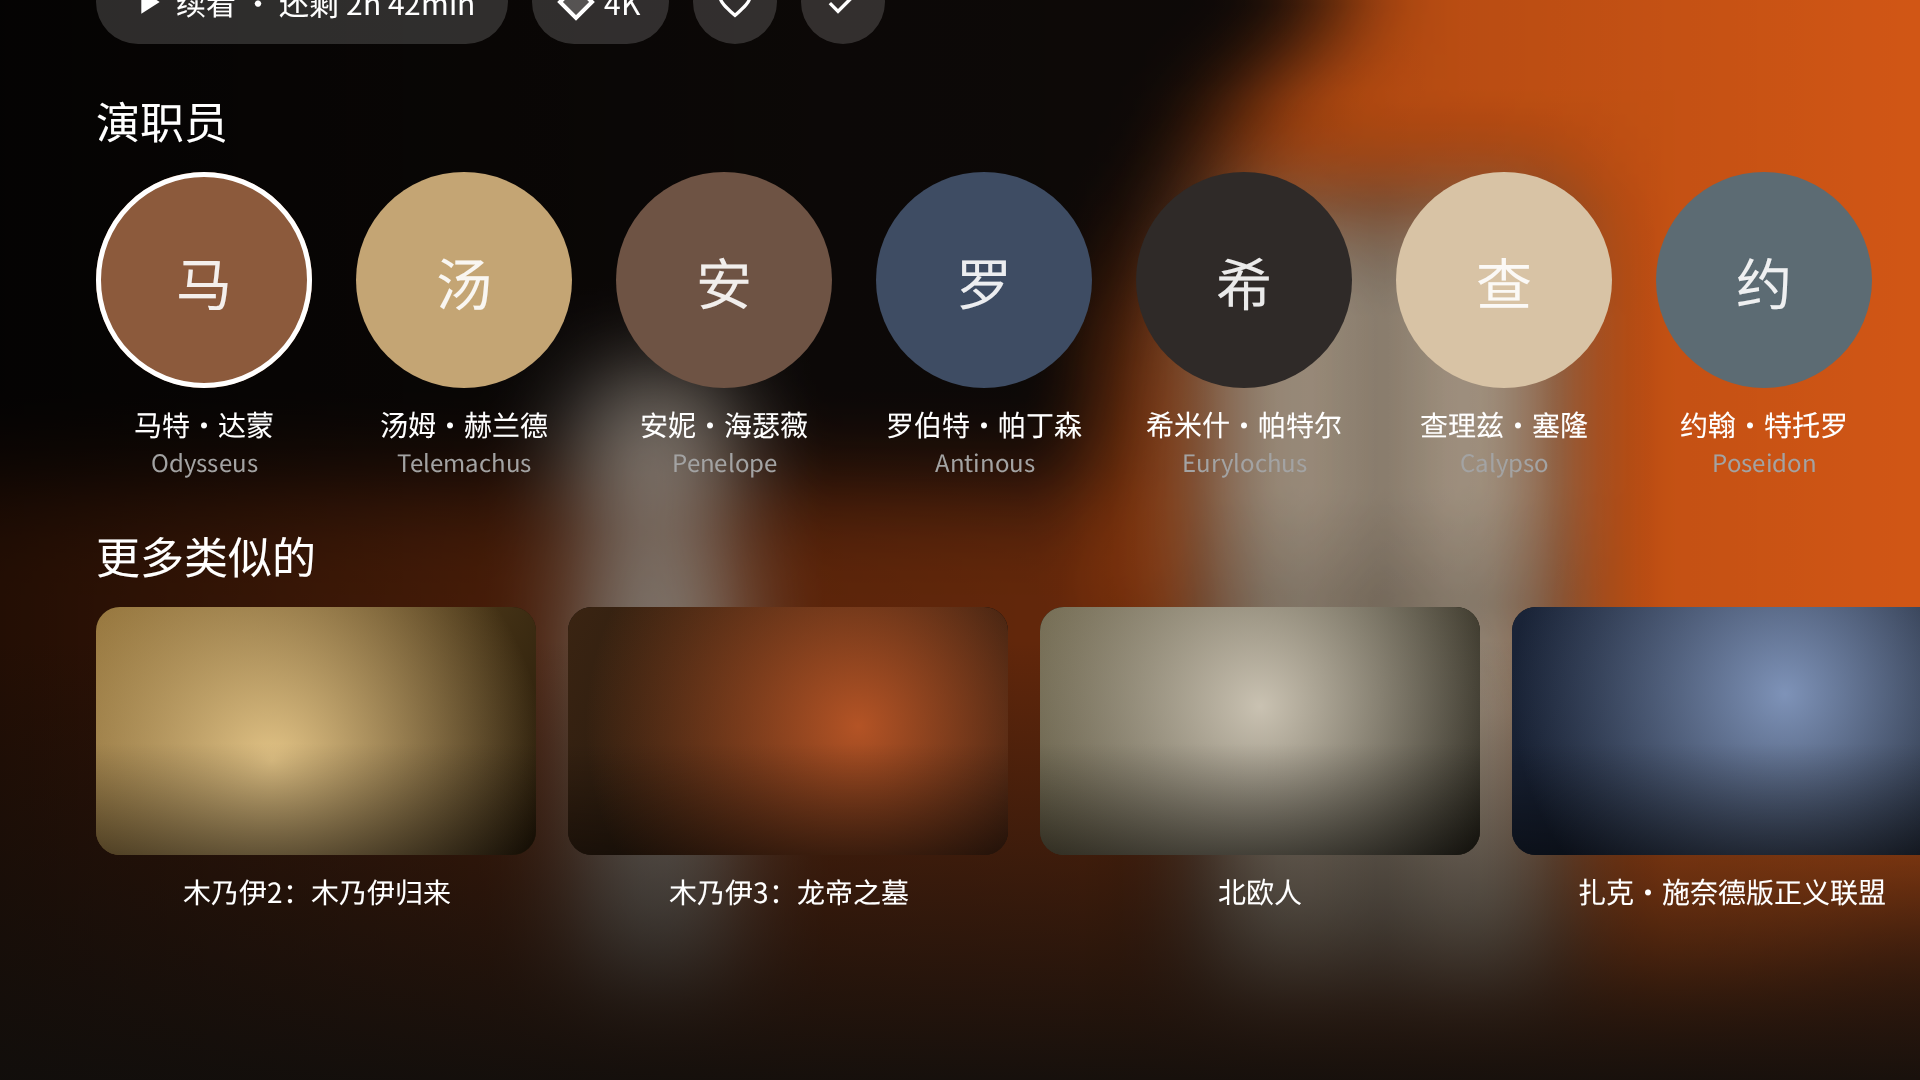 续看 · 还剩 2h 42min
4K
演职员
马
汤
安
罗
希
查
约
马特·达蒙
汤姆·赫兰德
安妮·海瑟薇
罗伯特·帕丁森
希米什·帕特尔
查理兹·塞隆
约翰·特托罗
Odysseus
Telemachus
Penelope
Antinous
Eurylochus
Calypso
Poseidon
更多类似的
木乃伊2：木乃伊归来
木乃伊3：龙帝之墓
北欧人
扎克·施奈德版正义联盟